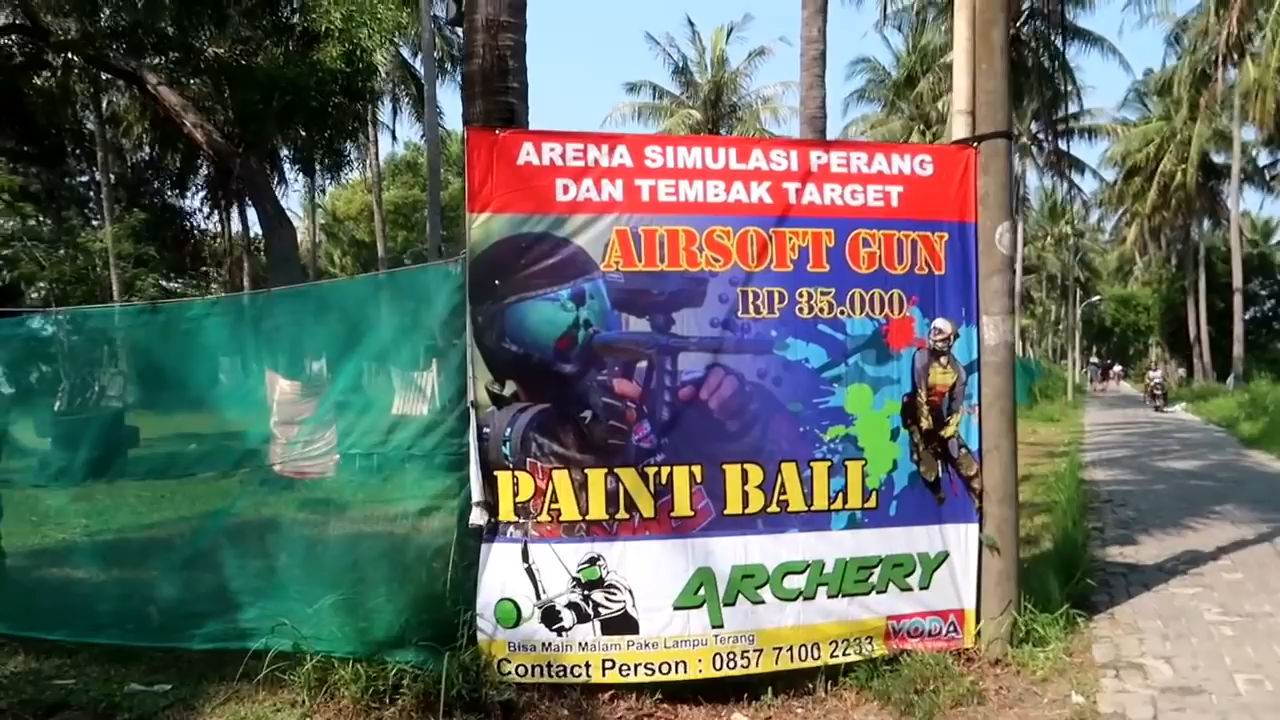 ARENA SIMULASI PERANG
DAN TEMBAK TARGET
AIRSOFT GUN
RP 35.000
PAINT BALL
ARCHERY
VODA
Bisa Main Malam Pake Lampu Terang
Contact Person : 0857 7100 2233